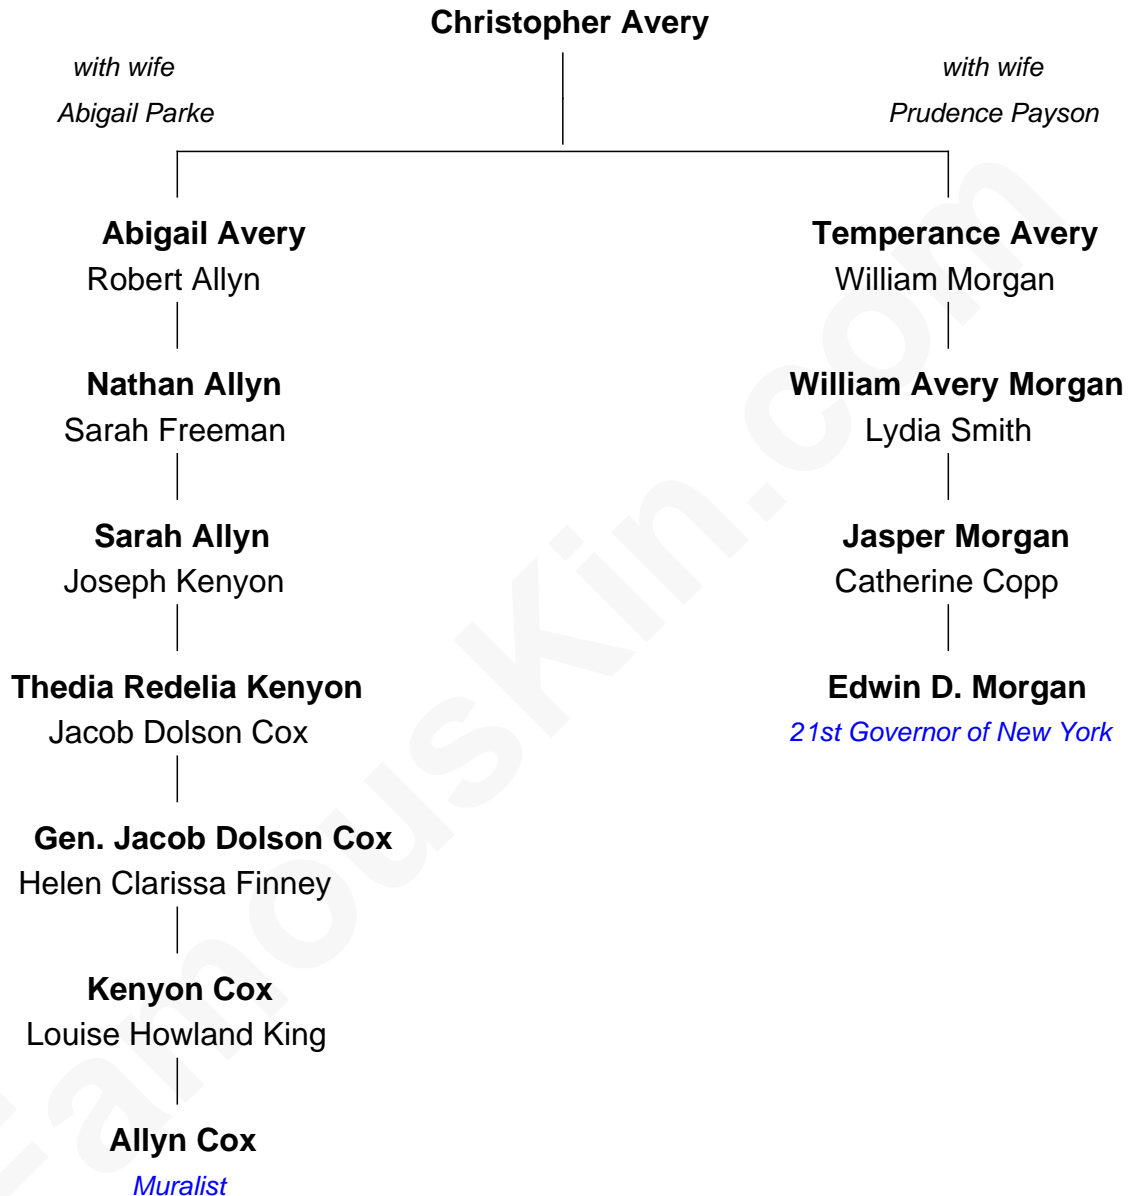 Christopher Avery
with wife
Abigail Parke
with wife
Prudence Payson
Abigail Avery
Robert Allyn
Temperance Avery
William Morgan
Nathan Allyn
Sarah Freeman
William Avery Morgan
Lydia Smith
Sarah Allyn
Joseph Kenyon
Jasper Morgan
Catherine Copp
Thedia Redelia Kenyon
Jacob Dolson Cox
Edwin D. Morgan
21st Governor of New York
Gen. Jacob Dolson Cox
Helen Clarissa Finney
Kenyon Cox
Louise Howland King
Allyn Cox
Muralist
FamousKin.com